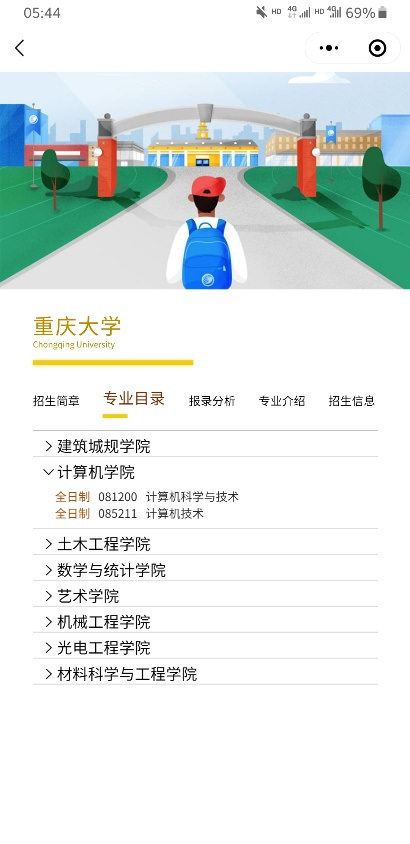 05:44
HD 4G HD 4G 69%
重庆大学
Chongqing University
招生简章 专业目录 报录分析 专业介绍 招生信息
建筑城规学院
计算机学院
全日制 081200 计算机科学与技术
全日制 085211 计算机技术
土木工程学院
数学与统计学院
艺术学院
机械工程学院
光电工程学院
材料科学与工程学院